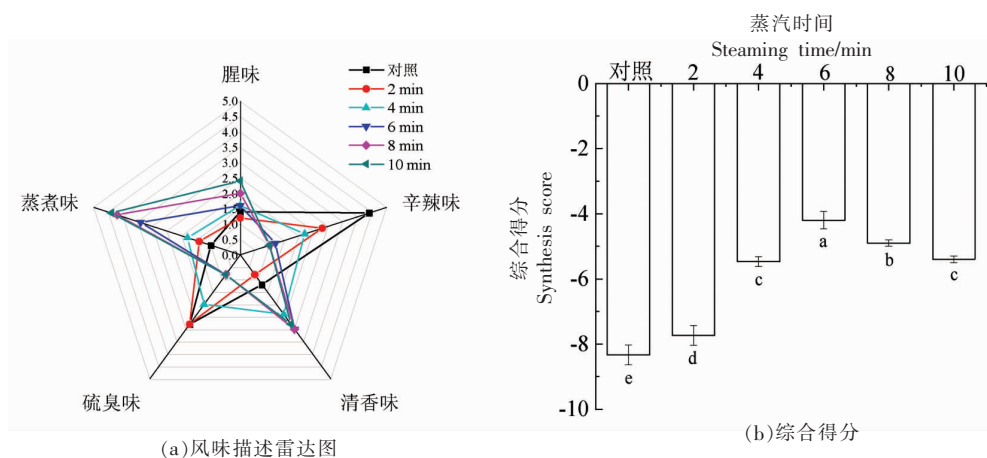 腥味
对照
2 min
4 min
6 min
8 min
10 min
5.0
4.5
4.0
3.5
3.0
2.5
2.0
1.5
1.0
0.5
0
蒸煮味
辛辣味
硫臭味
清香味
(a)风味描述雷达图
蒸汽时间
Steaming time/min
对照 2 4 6 8 10
0
-2
-4
-6
-8
-10
综合得分
Synthesis score
e
d
c
a
b
c
(b)综合得分